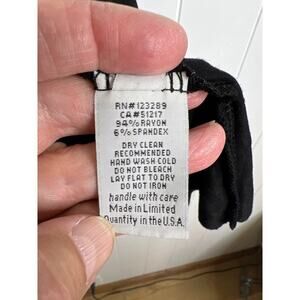 RN#123289
CA#51217
94% RAYON
6% SPANDEX
DRY CLEAN
RECOMMENDED
HAND WASH COLD
DO NOT BLEACH
LAY FLAT TO DRY
DO NOT IRON
handle with care
Made in Limited
Quantity in the U.S.A.